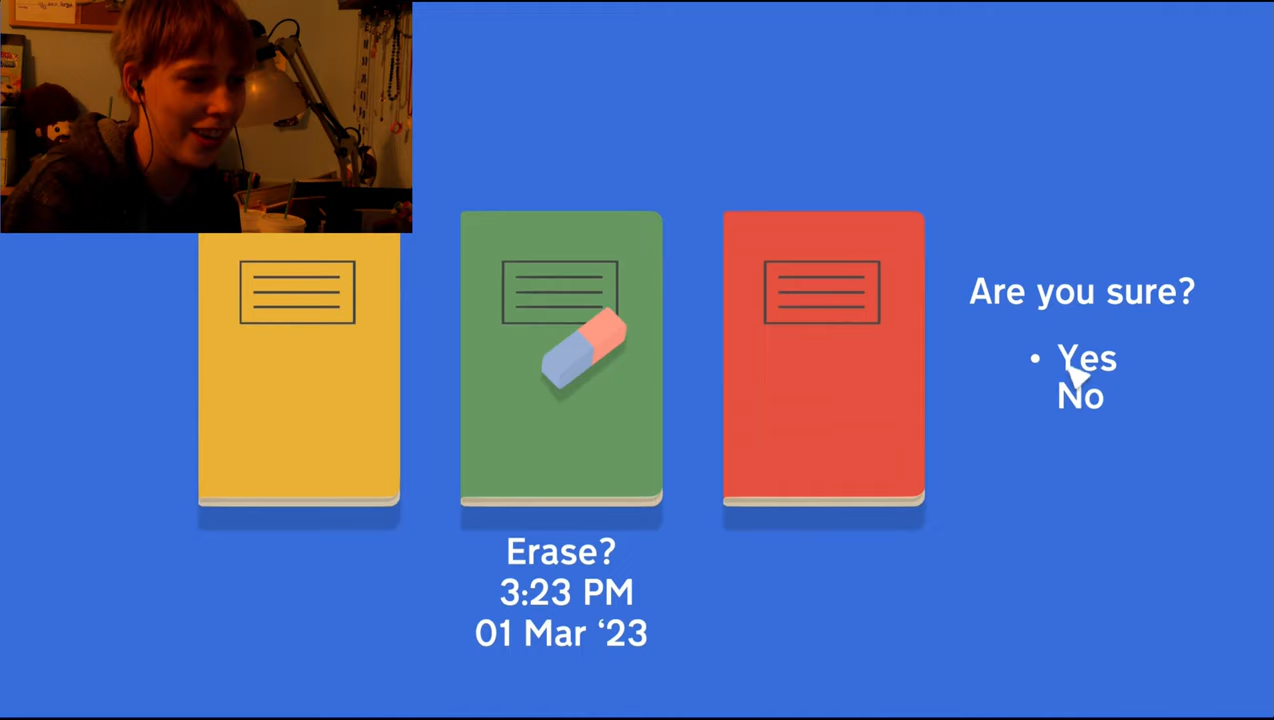 Are you sure?
• Yes
No
Erase?
3:23 PM
01 Mar ‘23